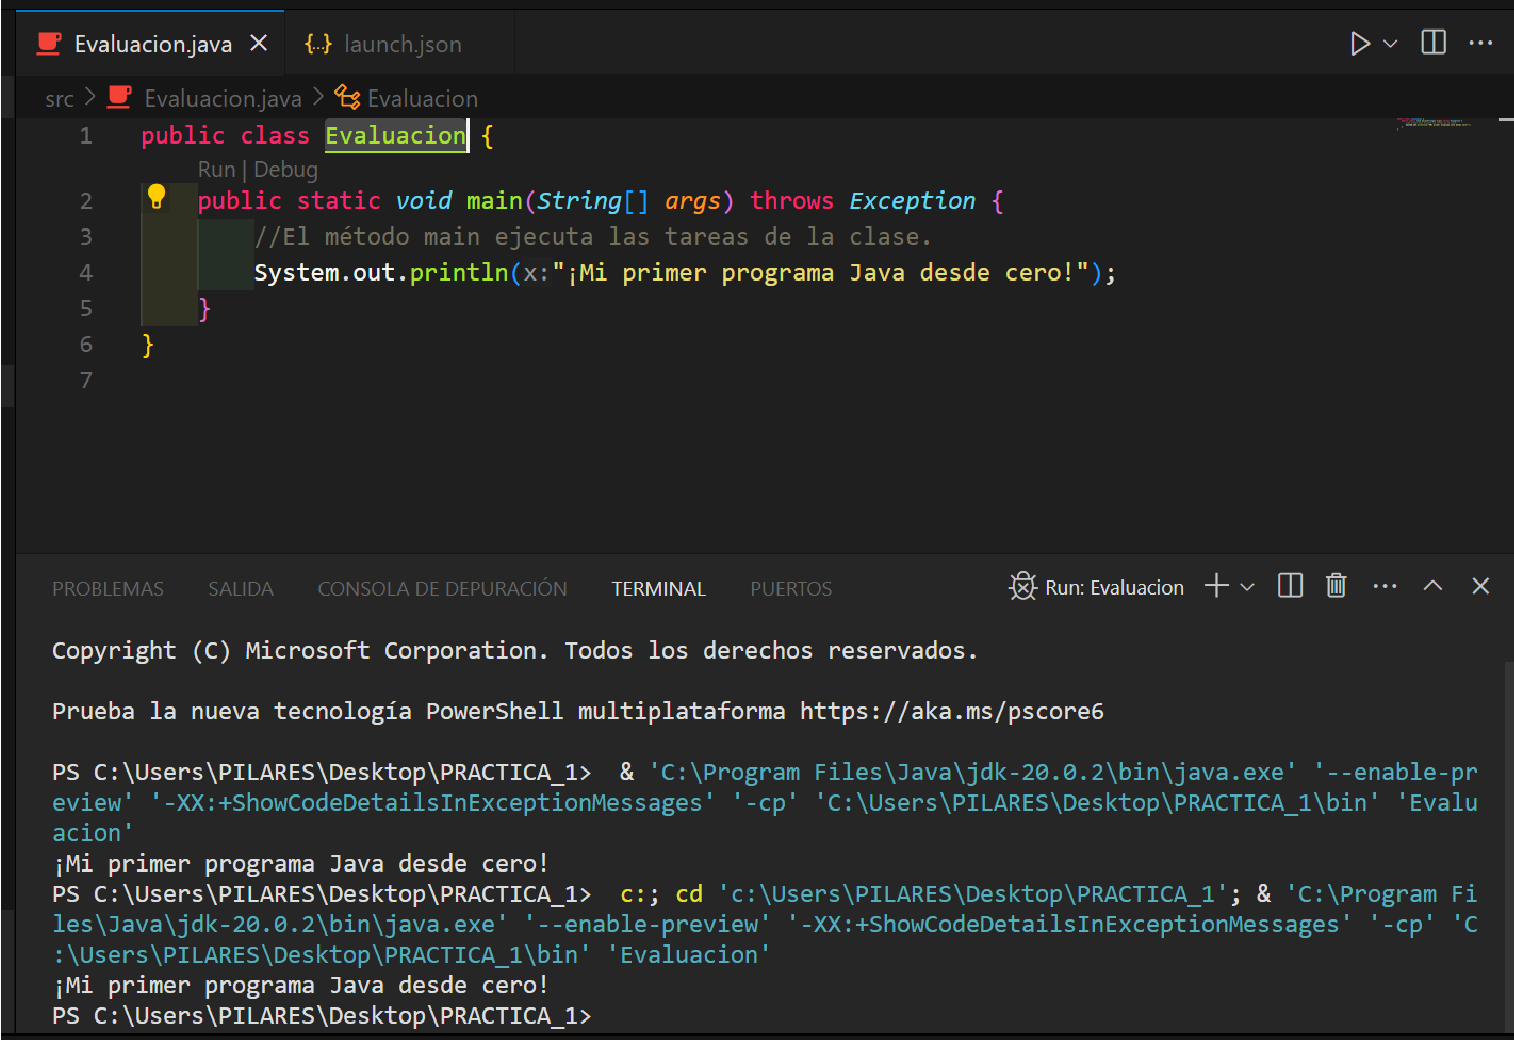 Evaluacion.java
{..} launch.json
src > Evaluacion.java > Evaluacion
1 public class Evaluacion {
Run | Debug
2 public static void main(String[] args) throws Exception {
3 //El método main ejecuta las tareas de la clase.
4 System.out.println(x:"¡Mi primer programa Java desde cero!");
5 }
6 }
7
PROBLEMAS SALIDA CONSOLA DE DEPURACIÓN TERMINAL PUERTOS Run: Evaluacion
Copyright (C) Microsoft Corporation. Todos los derechos reservados.
Prueba la nueva tecnología PowerShell multiplataforma https://aka.ms/pscore6
PS C:\Users\PILARES\Desktop\PRACTICA_1>  & 'C:\Program Files\Java\jdk-20.0.2\bin\java.exe' '--enable-pr
eview' '-XX:+ShowCodeDetailsInExceptionMessages' '-cp' 'C:\Users\PILARES\Desktop\PRACTICA_1\bin' 'Evalu
acion'
¡Mi primer programa Java desde cero!
PS C:\Users\PILARES\Desktop\PRACTICA_1>  c:; cd 'c:\Users\PILARES\Desktop\PRACTICA_1'; & 'C:\Program Fi
les\Java\jdk-20.0.2\bin\java.exe' '--enable-preview' '-XX:+ShowCodeDetailsInExceptionMessages' '-cp' 'C
:\Users\PILARES\Desktop\PRACTICA_1\bin' 'Evaluacion'
¡Mi primer programa Java desde cero!
PS C:\Users\PILARES\Desktop\PRACTICA_1>